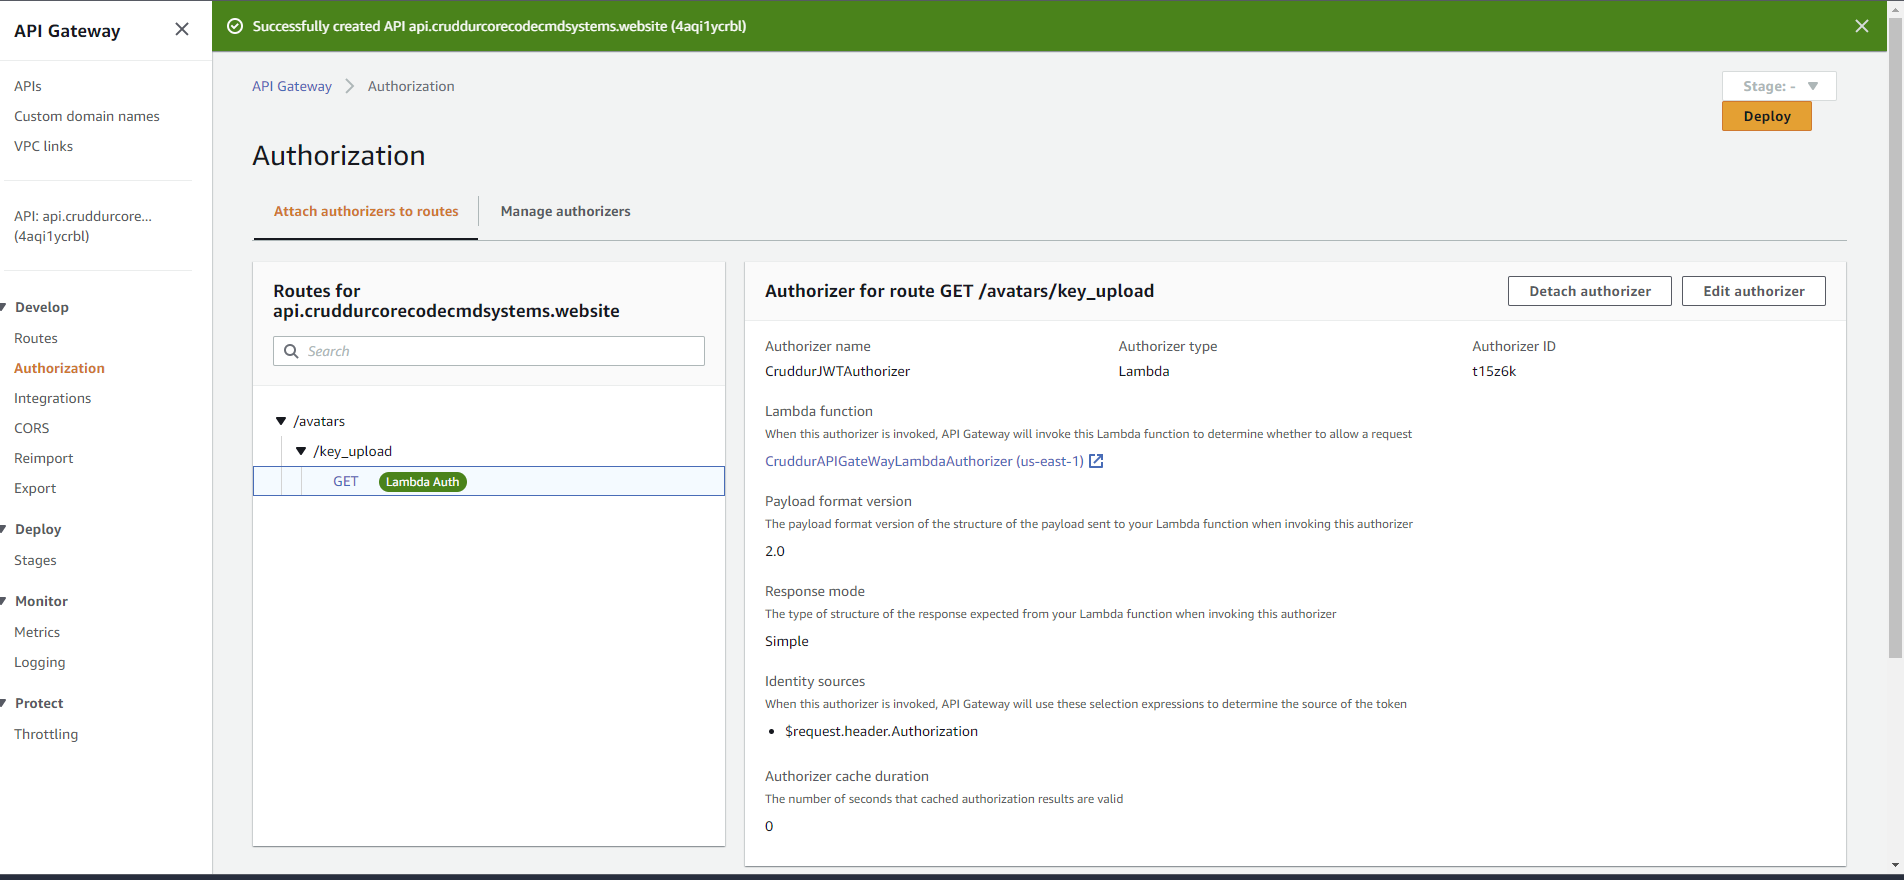 API Gateway
APIs
Custom domain names
VPC links
API: api.cruddurcore...
(4aqi1ycrbl)
Develop
Routes
Authorization
Integrations
CORS
Reimport
Export
Deploy
Stages
Monitor
Metrics
Logging
Protect
Throttling
Successfully created API api.cruddurcorecodecmdsystems.website (4aqi1ycrbl)
API Gateway
Authorization
Stage: -
Deploy
Authorization
Attach authorizers to routes
Manage authorizers
Routes for
api.cruddurcorecodecmdsystems.website
Search
/avatars
/key_upload
GET Lambda Auth
Authorizer for route GET /avatars/key_upload
Detach authorizer
Edit authorizer
Authorizer name
CruddurJWTAuthorizer
Authorizer type
Lambda
Authorizer ID
t15z6k
Lambda function
When this authorizer is invoked, API Gateway will invoke this Lambda function to determine whether to allow a request
CruddurAPIGateWayLambdaAuthorizer (us-east-1)
Payload format version
The payload format version of the structure of the payload sent to your Lambda function when invoking this authorizer
2.0
Response mode
The type of structure of the response expected from your Lambda function when invoking this authorizer
Simple
Identity sources
When this authorizer is invoked, API Gateway will use these selection expressions to determine the source of the token
• $request.header.Authorization
Authorizer cache duration
The number of seconds that cached authorization results are valid
0